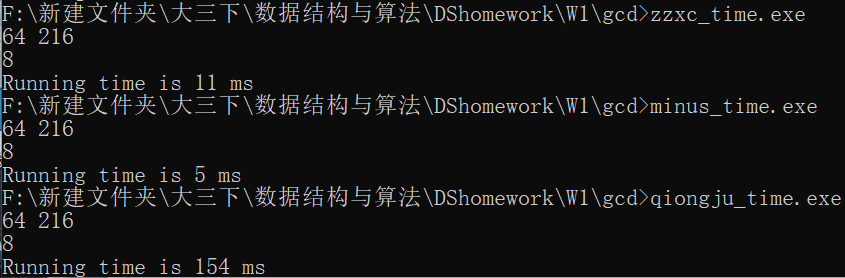 F:\新建文件夹\大三下\数据结构与算法\DShomework\W1\gcd>zzxc_time.exe
64 216
8
Running time is 11 ms
F:\新建文件夹\大三下\数据结构与算法\DShomework\W1\gcd>minus_time.exe
64 216
8
Running time is 5 ms
F:\新建文件夹\大三下\数据结构与算法\DShomework\W1\gcd>qiongju_time.exe
64 216
8
Running time is 154 ms